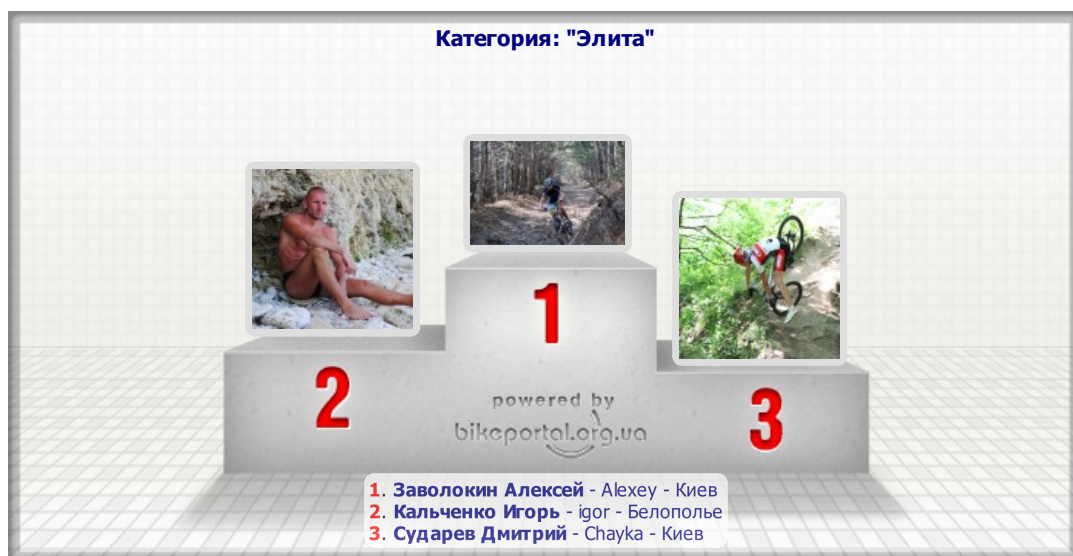 Категория: "Элита"
1
2
3
powered by
bikeportal.org.ua
1. Заволокин Алексей - Alexey - Киев
2. Кальченко Игорь - igor - Белополье
3. Сударев Дмитрий - Chayka - Киев